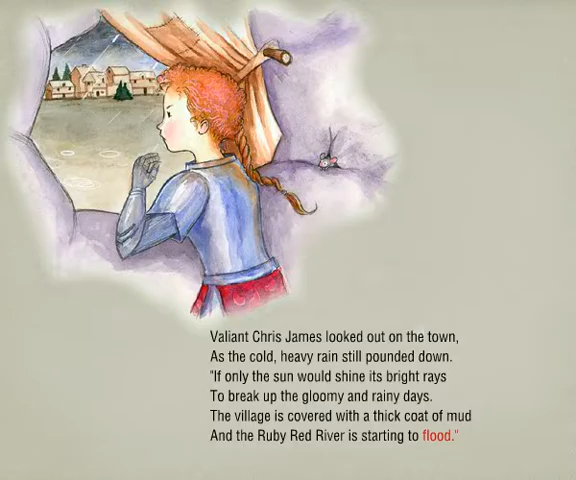 Valiant Chris James looked out on the town,
As the cold, heavy rain still pounded down.
"If only the sun would shine its bright rays
To break up the gloomy and rainy days.
The village is covered with a thick coat of mud
And the Ruby Red River is starting to flood."